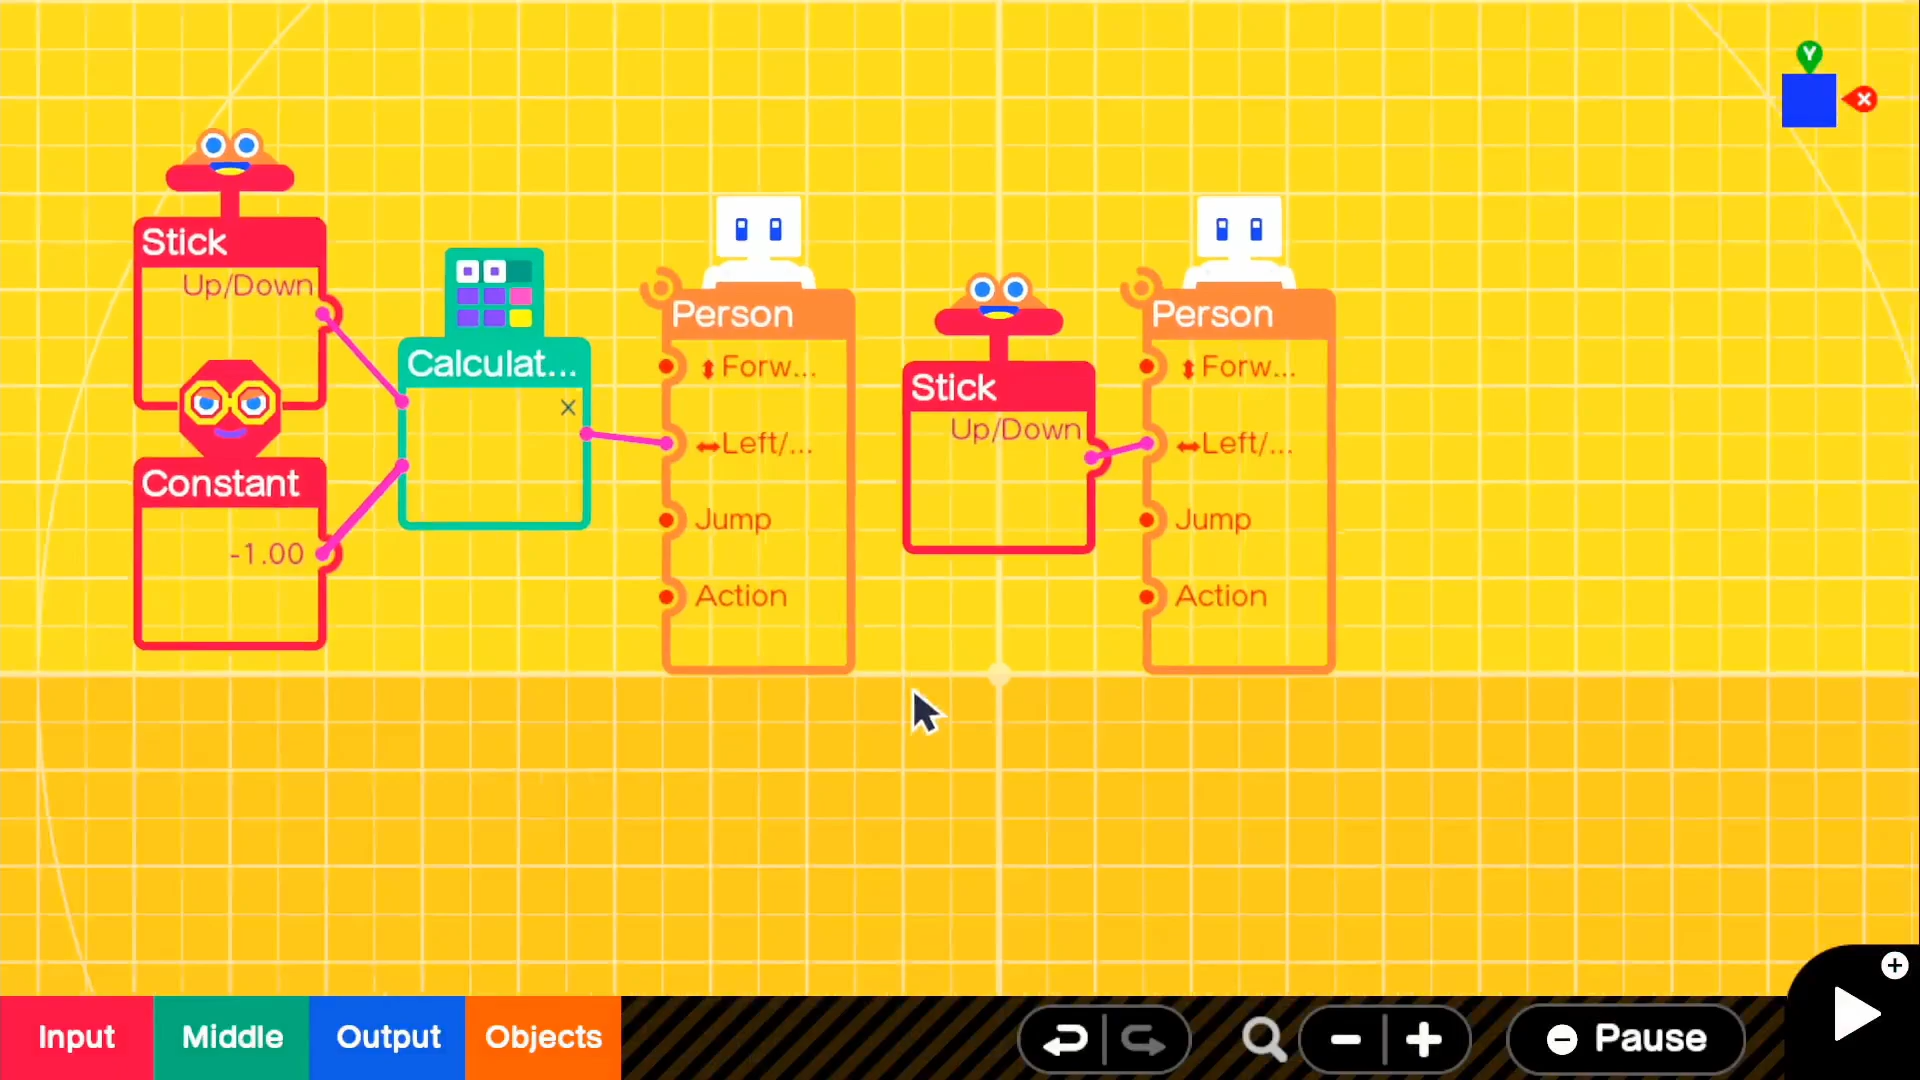 Y
X
Stick
Up/Down
Constant
-1.00
Calculat...
×
Person
Forw...
Left/...
Jump
Action
Stick
Up/Down
Person
Forw...
Left/...
Jump
Action
Input
Middle
Output
Objects
Pause